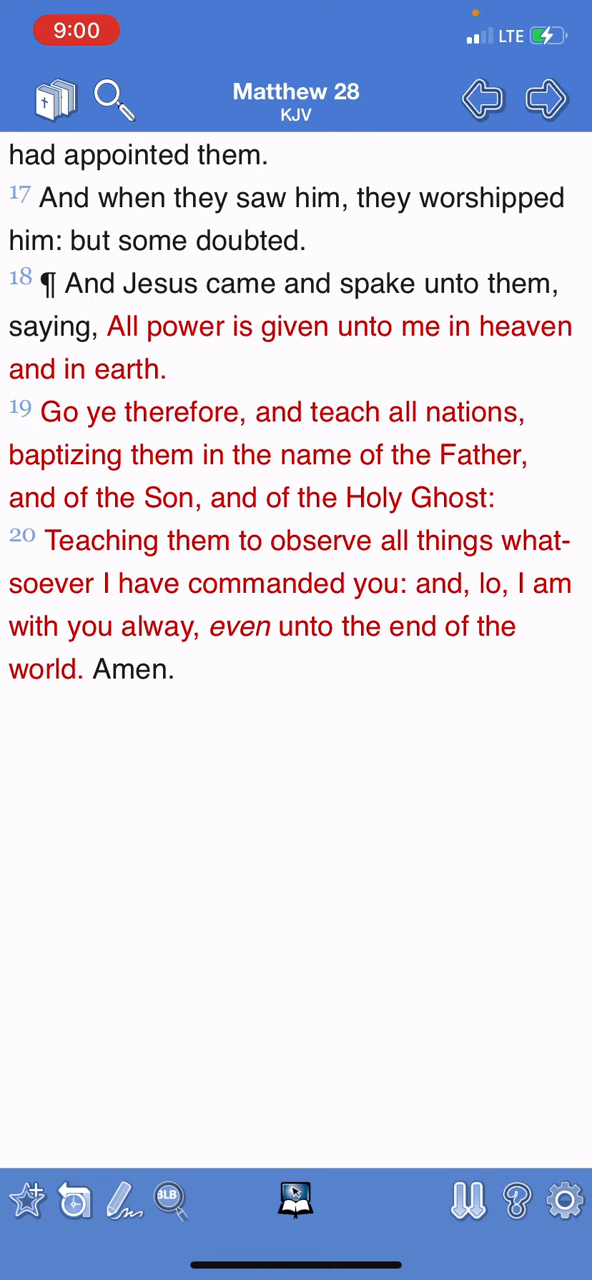 9:00
LTE
Matthew 28
KJV
had appointed them.
17 And when they saw him, they worshipped
him: but some doubted.
18 ¶ And Jesus came and spake unto them,
saying, All power is given unto me in heaven
and in earth.
19 Go ye therefore, and teach all nations,
baptizing them in the name of the Father,
and of the Son, and of the Holy Ghost:
20 Teaching them to observe all things what-
soever I have commanded you: and, lo, I am
with you alway, even unto the end of the
world. Amen.
BLB